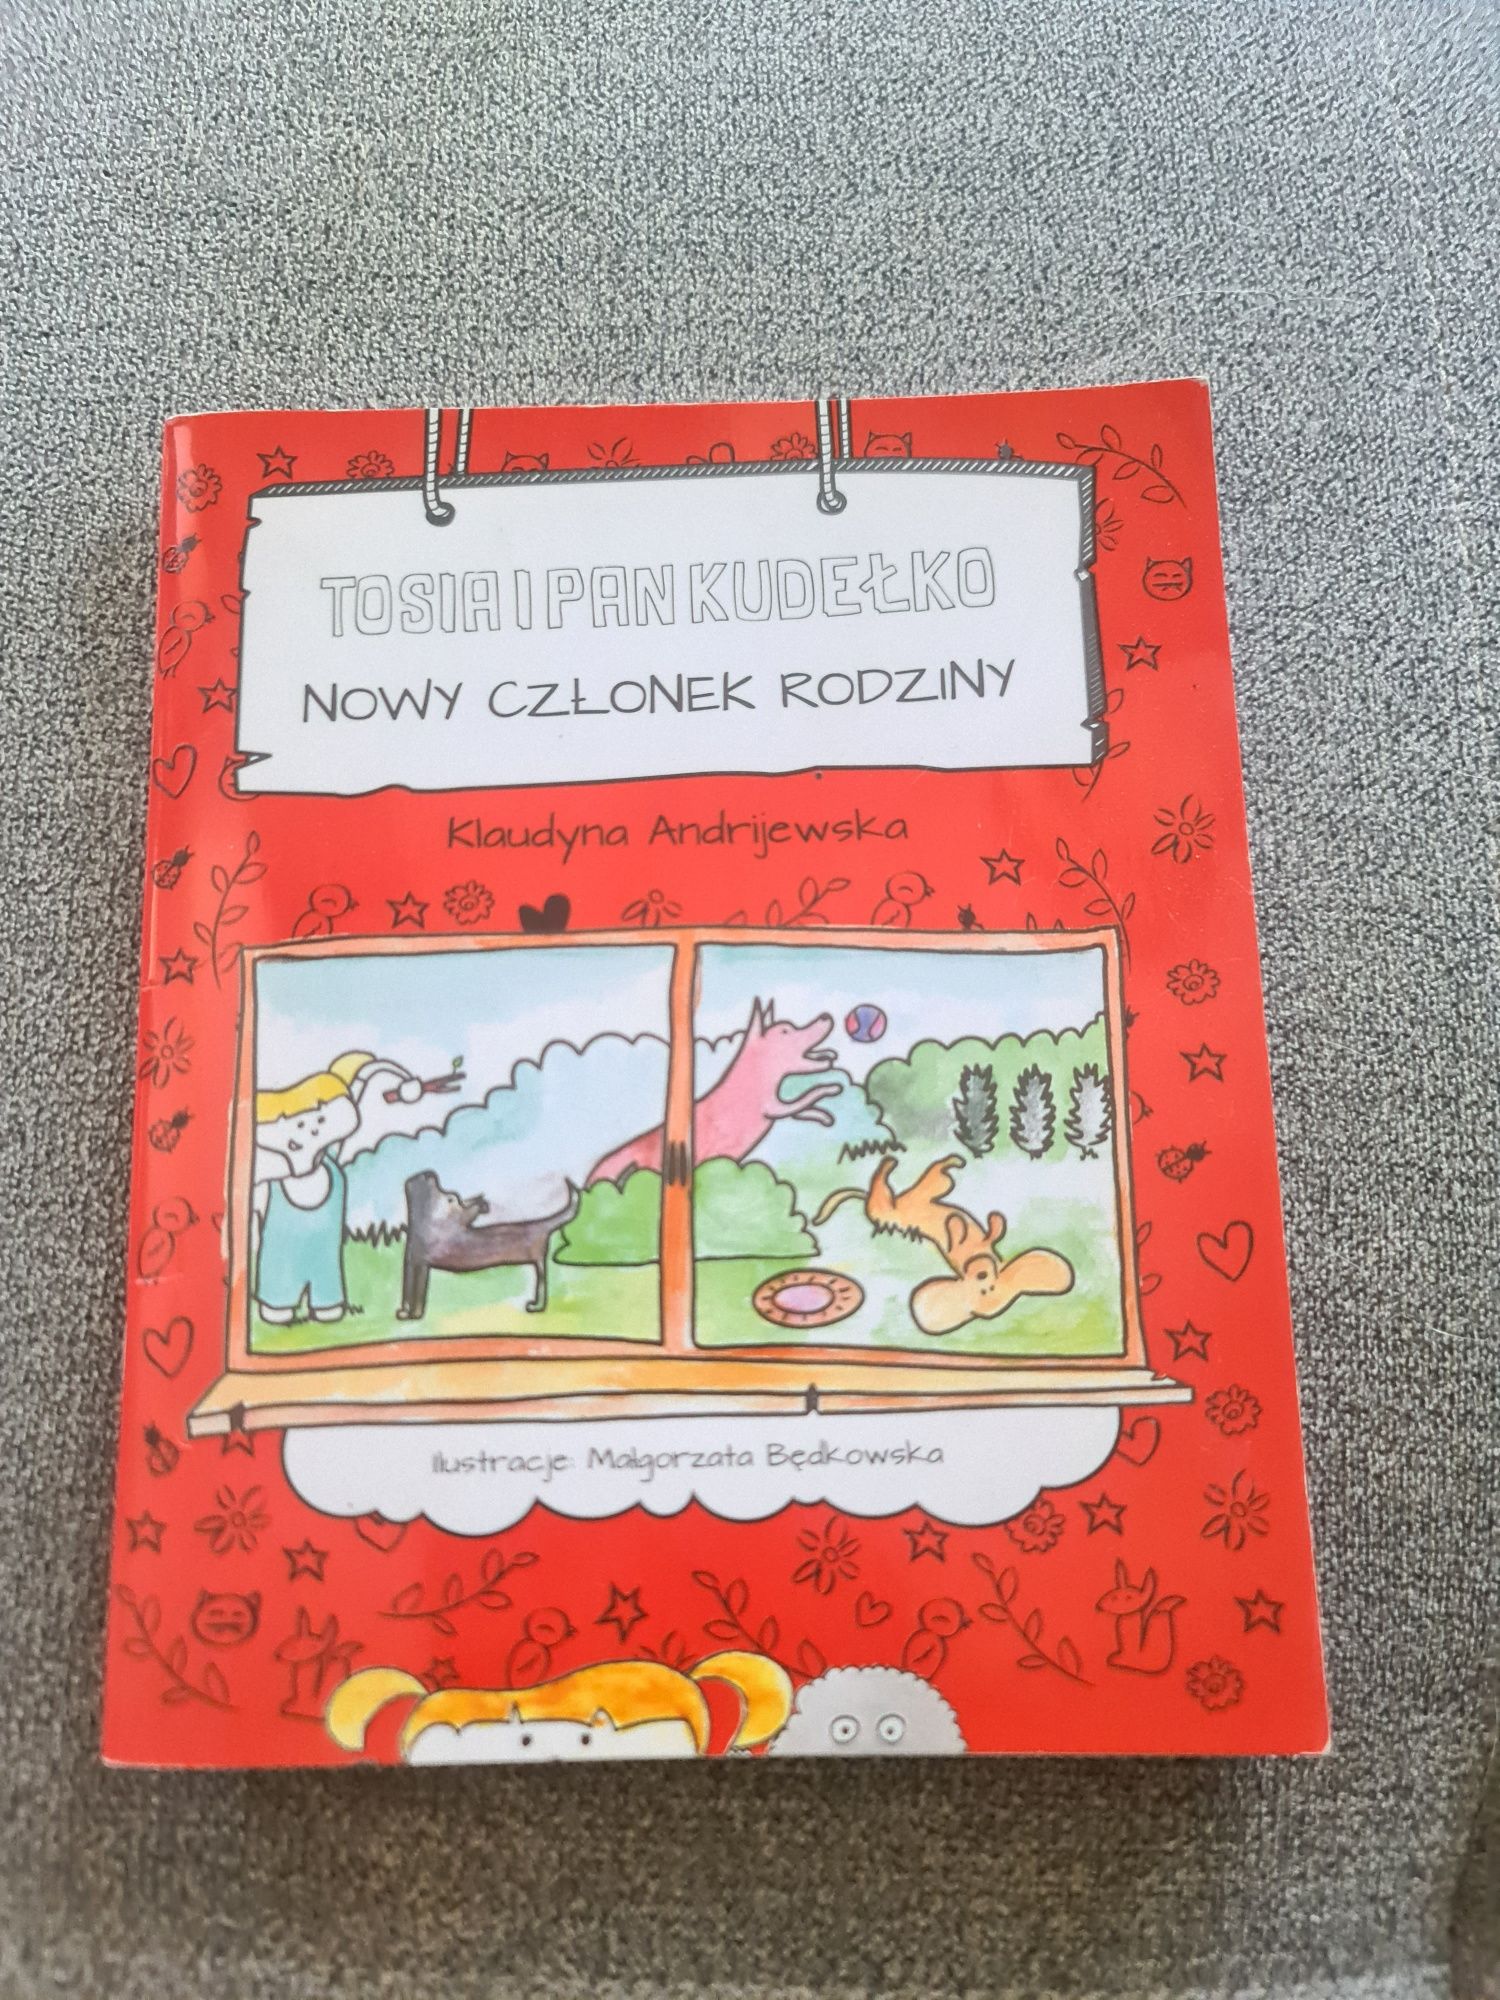 TOSIA I PAN KUDEŁKO
NOWY CZŁONEK RODZINY
Klaudyna Andrijewska
Ilustracje: Małgorzata Będkowska